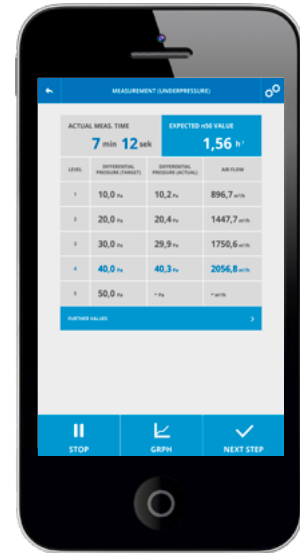 MEASUREMENT (UNDERPRESSURE)
ACTUAL MEAS. TIME
7 min 12 sek
EXPECTED n50 VALUE
1,56 h⁻¹
LEVEL DIFFERENTIAL PRESSURE (TARGET) DIFFERENTIAL PRESSURE (ACTUAL) AIR FLOW
1 10,0 Pa 10,2 Pa 896,7 m³/h
2 20,0 Pa 20,4 Pa 1447,7 m³/h
3 30,0 Pa 29,9 Pa 1750,6 m³/h
4 40,0 Pa 40,3 Pa 2056,8 m³/h
5 50,0 Pa - Pa - m³/h
FURTHER VALUES
STOP GRPH NEXT STEP